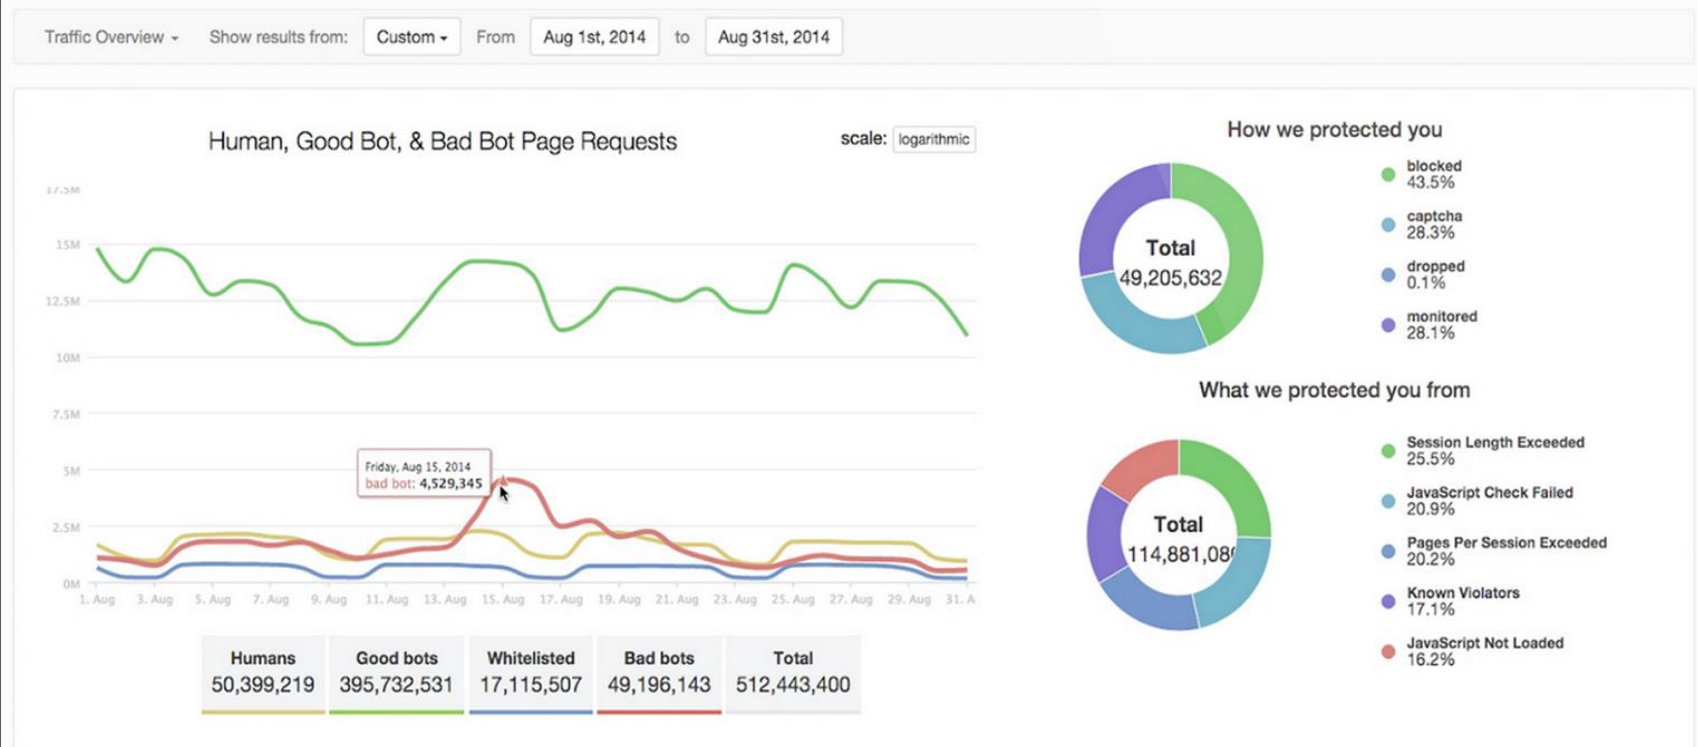 Traffic Overview
Show results from:
Custom
From
Aug 1st, 2014
to
Aug 31st, 2014
Human, Good Bot, & Bad Bot Page Requests
scale:
logarithmic
17.5M
15M
12.5M
10M
7.5M
5M
2.5M
0M
Friday, Aug 15, 2014
bad bot: 4,529,345
1. Aug
3. Aug
5. Aug
7. Aug
9. Aug
11. Aug
13. Aug
15. Aug
17. Aug
19. Aug
21. Aug
23. Aug
25. Aug
27. Aug
29. Aug
31. A
Humans
50,399,219
Good bots
395,732,531
Whitelisted
17,115,507
Bad bots
49,196,143
Total
512,443,400
How we protected you
Total
49,205,632
blocked
43.5%
captcha
28.3%
dropped
0.1%
monitored
28.1%
What we protected you from
Total
114,881,08
Session Length Exceeded
25.5%
JavaScript Check Failed
20.9%
Pages Per Session Exceeded
20.2%
Known Violators
17.1%
JavaScript Not Loaded
16.2%